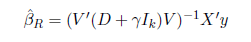 β̂_R = (V′(D + γI_k)V)^{-1}X′y